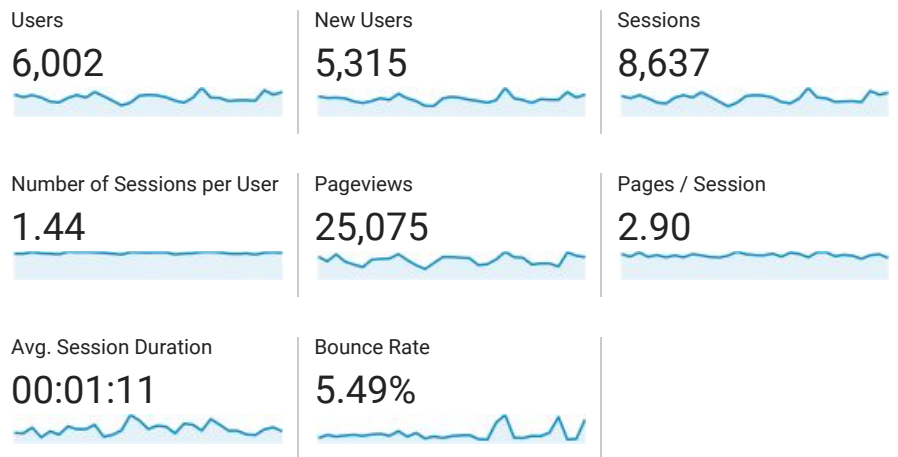 Users
6,002
New Users
5,315
Sessions
8,637
Number of Sessions per User
1.44
Pageviews
25,075
Pages / Session
2.90
Avg. Session Duration
00:01:11
Bounce Rate
5.49%